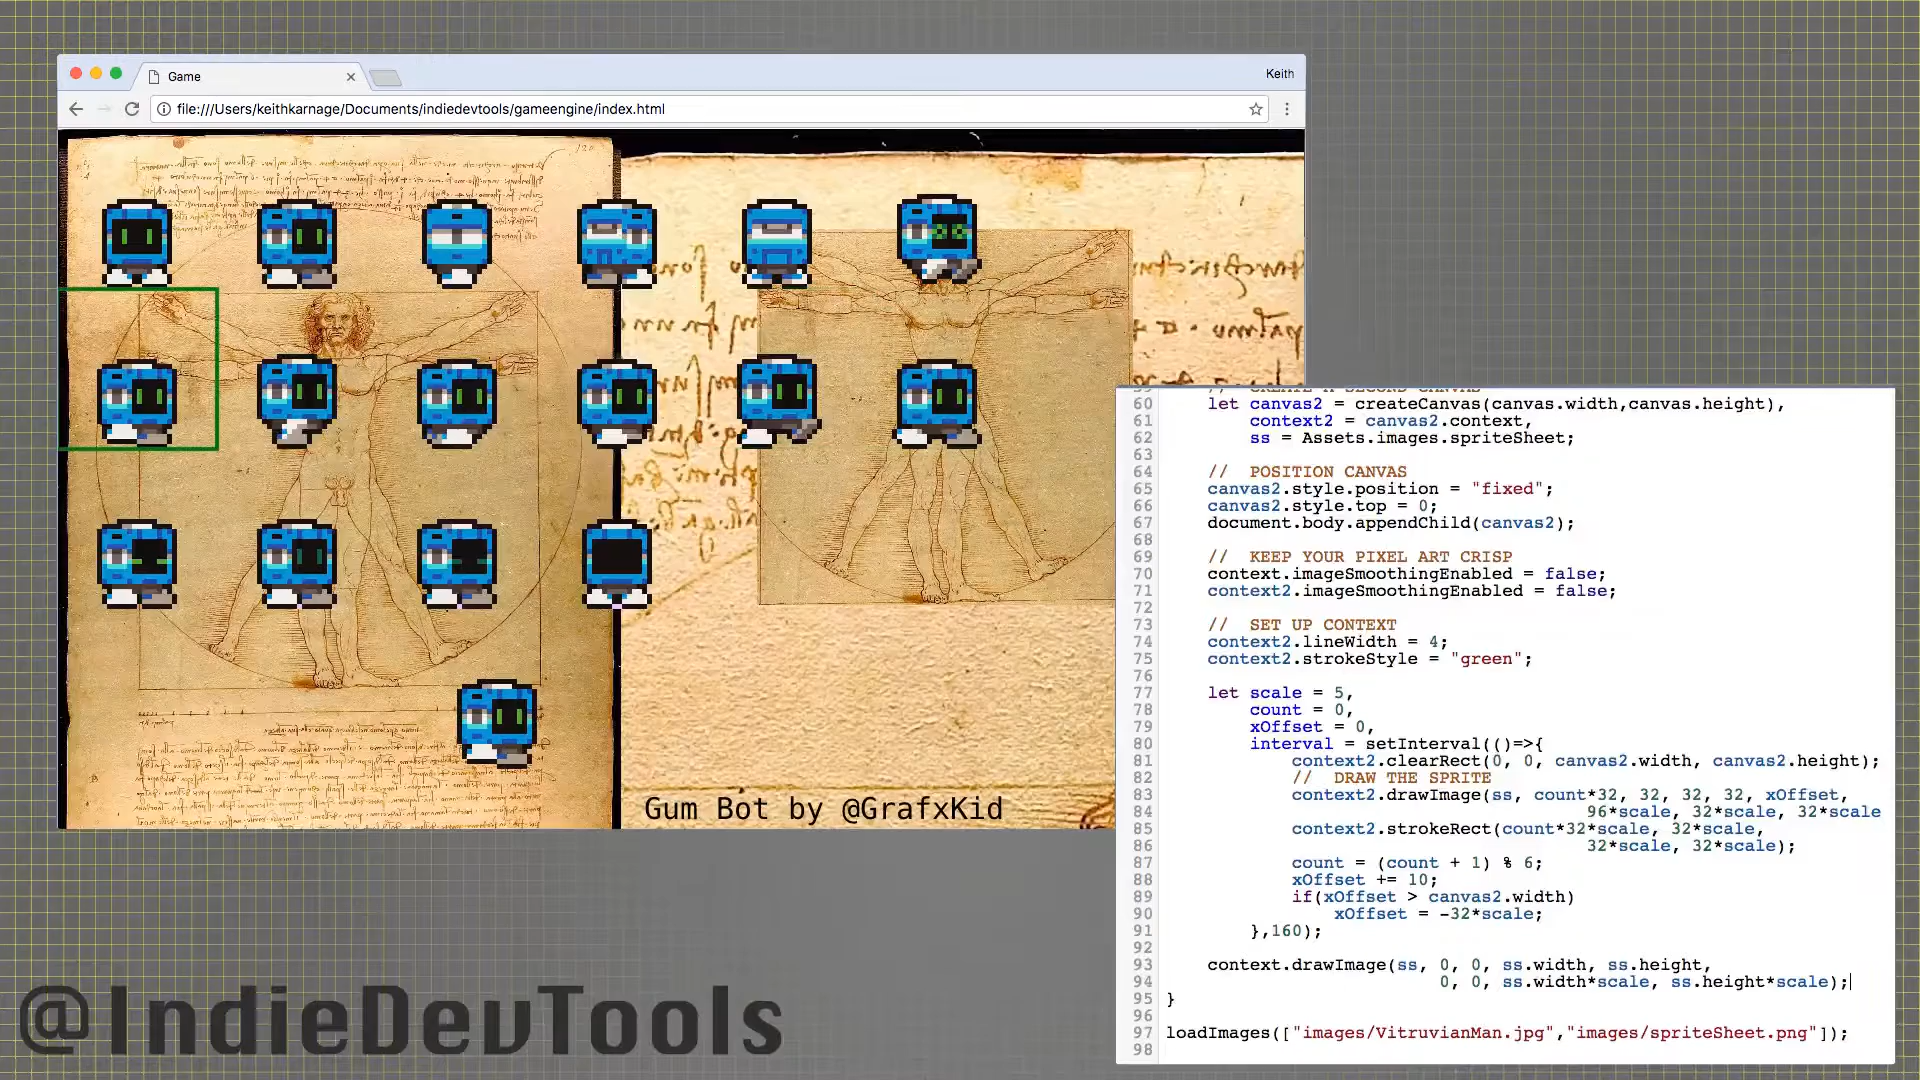 Game
Keith
file:///Users/keithkarnage/Documents/indiedevtools/gameengine/index.html
Gum Bot by @GrafxKid
60 let canvas2 = createCanvas(canvas.width,canvas.height),
61 context2 = canvas2.context,
62 ss = Assets.images.spriteSheet;
63
64 // POSITION CANVAS
65 canvas2.style.position = "fixed";
66 canvas2.style.top = 0;
67 document.body.appendChild(canvas2);
68
69 // KEEP YOUR PIXEL ART CRISP
70 context.imageSmoothingEnabled = false;
71 context2.imageSmoothingEnabled = false;
72
73 // SET UP CONTEXT
74 context2.lineWidth = 4;
75 context2.strokeStyle = "green";
76
77 let scale = 5,
78 count = 0,
79 xOffset = 0,
80 interval = setInterval(()=>{
81 context2.clearRect(0, 0, canvas2.width, canvas2.height);
82 // DRAW THE SPRITE
83 context2.drawImage(ss, count*32, 32, 32, 32, xOffset,
84 96*scale, 32*scale, 32*scale
85 context2.strokeRect(count*32*scale, 32*scale,
86 32*scale, 32*scale);
87 count = (count + 1) % 6;
88 xOffset += 10;
89 if(xOffset > canvas2.width)
90 xOffset = -32*scale;
91 },160);
92
93 context.drawImage(ss, 0, 0, ss.width, ss.height,
94 0, 0, ss.width*scale, ss.height*scale);
95 }
96
97 loadImages(["images/VitruvianMan.jpg","images/spriteSheet.png"]);
98
@IndieDevTools